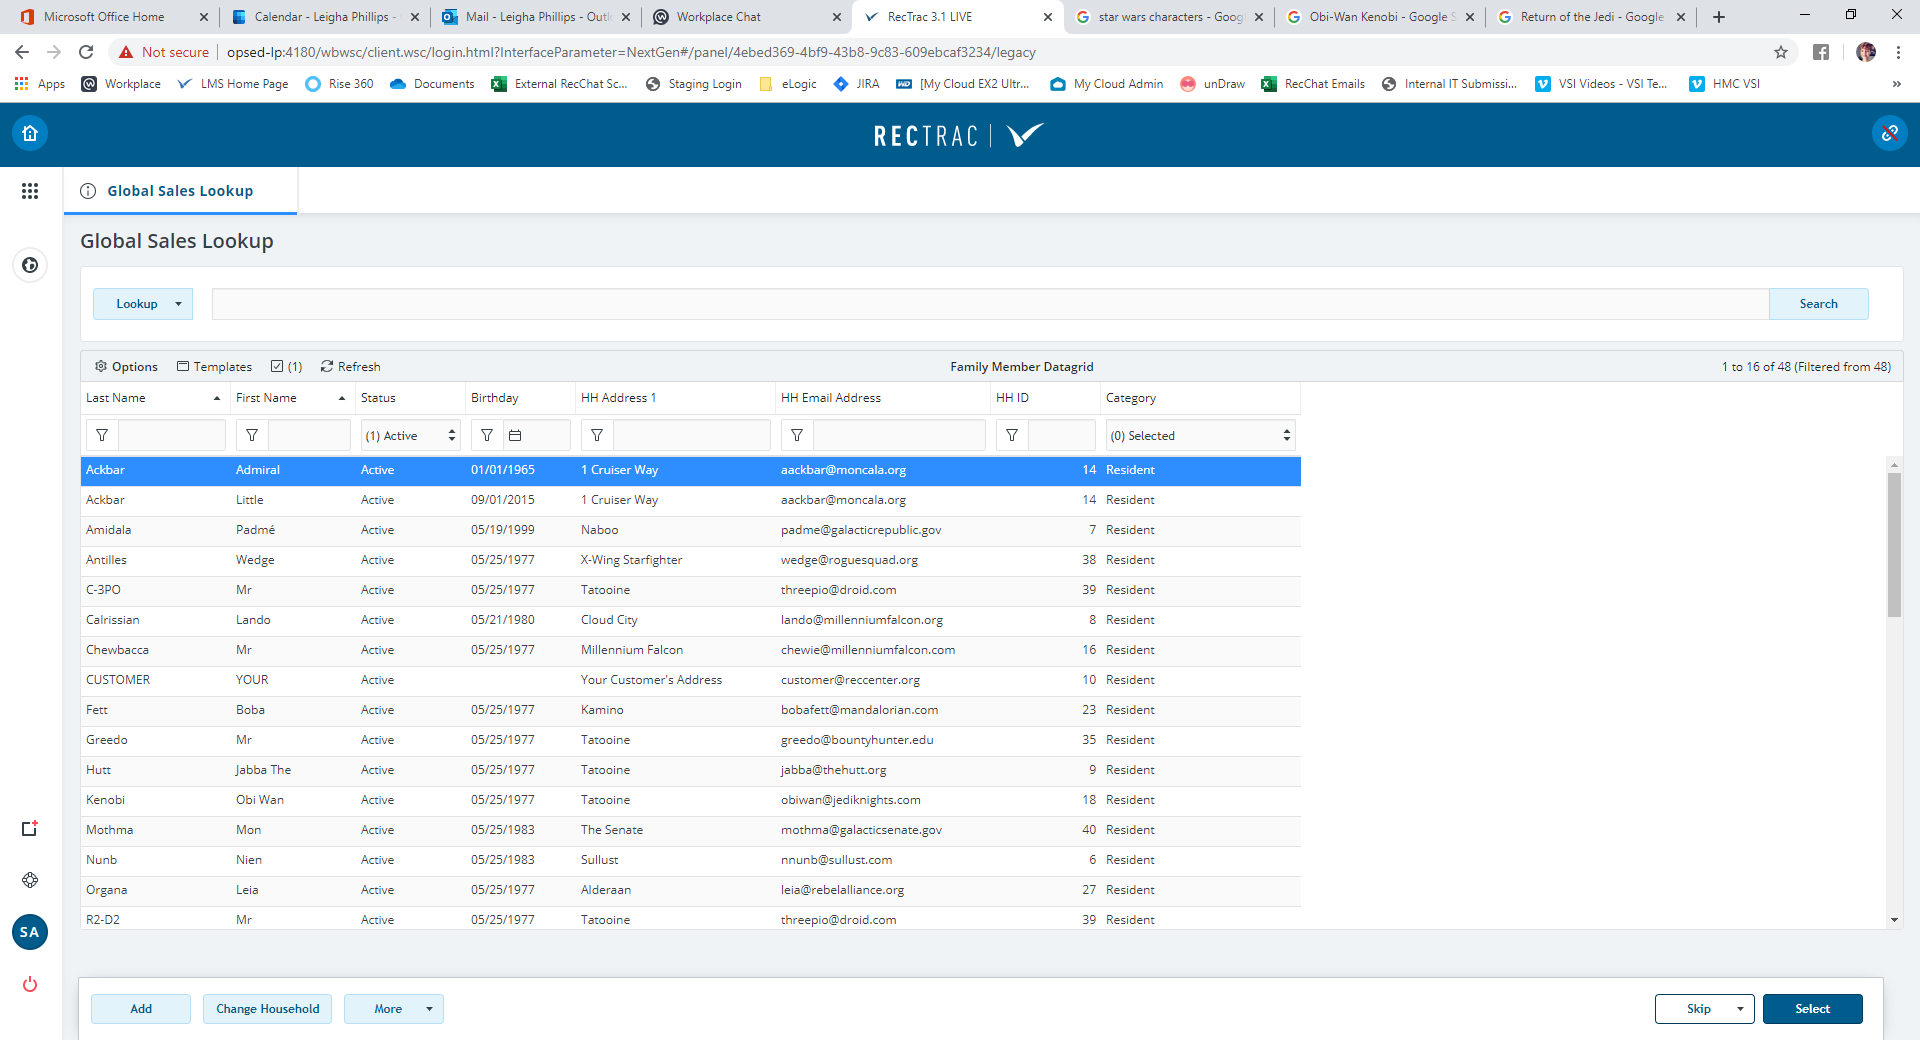 Microsoft Office Home
Calendar - Leigha Phillips -
Mail - Leigha Phillips - Outl
Workplace Chat
RecTrac 3.1 LIVE
star wars characters - Goog
Obi-Wan Kenobi - Google S
Return of the Jedi - Google
Not secure
opsed-lp:4180/wbwsc/client.wsc/login.html?InterfaceParameter=NextGen#/panel/4ebed369-4bf9-43b8-9c83-609ebcaf3234/legacy
Apps
Workplace
LMS Home Page
Rise 360
Documents
External RecChat Sc...
Staging Login
eLogic
JIRA
[My Cloud EX2 Ultr...
My Cloud Admin
unDraw
RecChat Emails
Internal IT Submissi...
VSI Videos - VSI Te...
HMC VSI
»
RECTRAC
Global Sales Lookup
Global Sales Lookup
Lookup
Search
Options
Templates
(1)
Refresh
Family Member Datagrid
1 to 16 of 48 (Filtered from 48)
Last Name First Name Status Birthday HH Address 1 HH Email Address HH ID Category
(1) Active
(0) Selected
Ackbar Admiral Active 01/01/1965 1 Cruiser Way aackbar@moncala.org 14 Resident
Ackbar Little Active 09/01/2015 1 Cruiser Way aackbar@moncala.org 14 Resident
Amidala Padmé Active 05/19/1999 Naboo padme@galacticrepublic.gov 7 Resident
Antilles Wedge Active 05/25/1977 X-Wing Starfighter wedge@roguesquad.org 38 Resident
C-3PO Mr Active 05/25/1977 Tatooine threepio@droid.com 39 Resident
Calrissian Lando Active 05/21/1980 Cloud City lando@millenniumfalcon.org 8 Resident
Chewbacca Mr Active 05/25/1977 Millennium Falcon chewie@millenniumfalcon.com 16 Resident
CUSTOMER YOUR Active Your Customer's Address customer@reccenter.org 10 Resident
Fett Boba Active 05/25/1977 Kamino bobafett@mandalorian.com 23 Resident
Greedo Mr Active 05/25/1977 Tatooine greedo@bountyhunter.edu 35 Resident
Hutt Jabba The Active 05/25/1977 Tatooine jabba@thehutt.org 9 Resident
Kenobi Obi Wan Active 05/25/1977 Tatooine obiwan@jediknights.com 18 Resident
Mothma Mon Active 05/25/1983 The Senate mothma@galacticsenate.gov 40 Resident
Nunb Nien Active 05/25/1983 Sullust nnunb@sullust.com 6 Resident
Organa Leia Active 05/25/1977 Alderaan leia@rebelalliance.org 27 Resident
R2-D2 Mr Active 05/25/1977 Tatooine threepio@droid.com 39 Resident
SA
Add
Change Household
More
Skip
Select